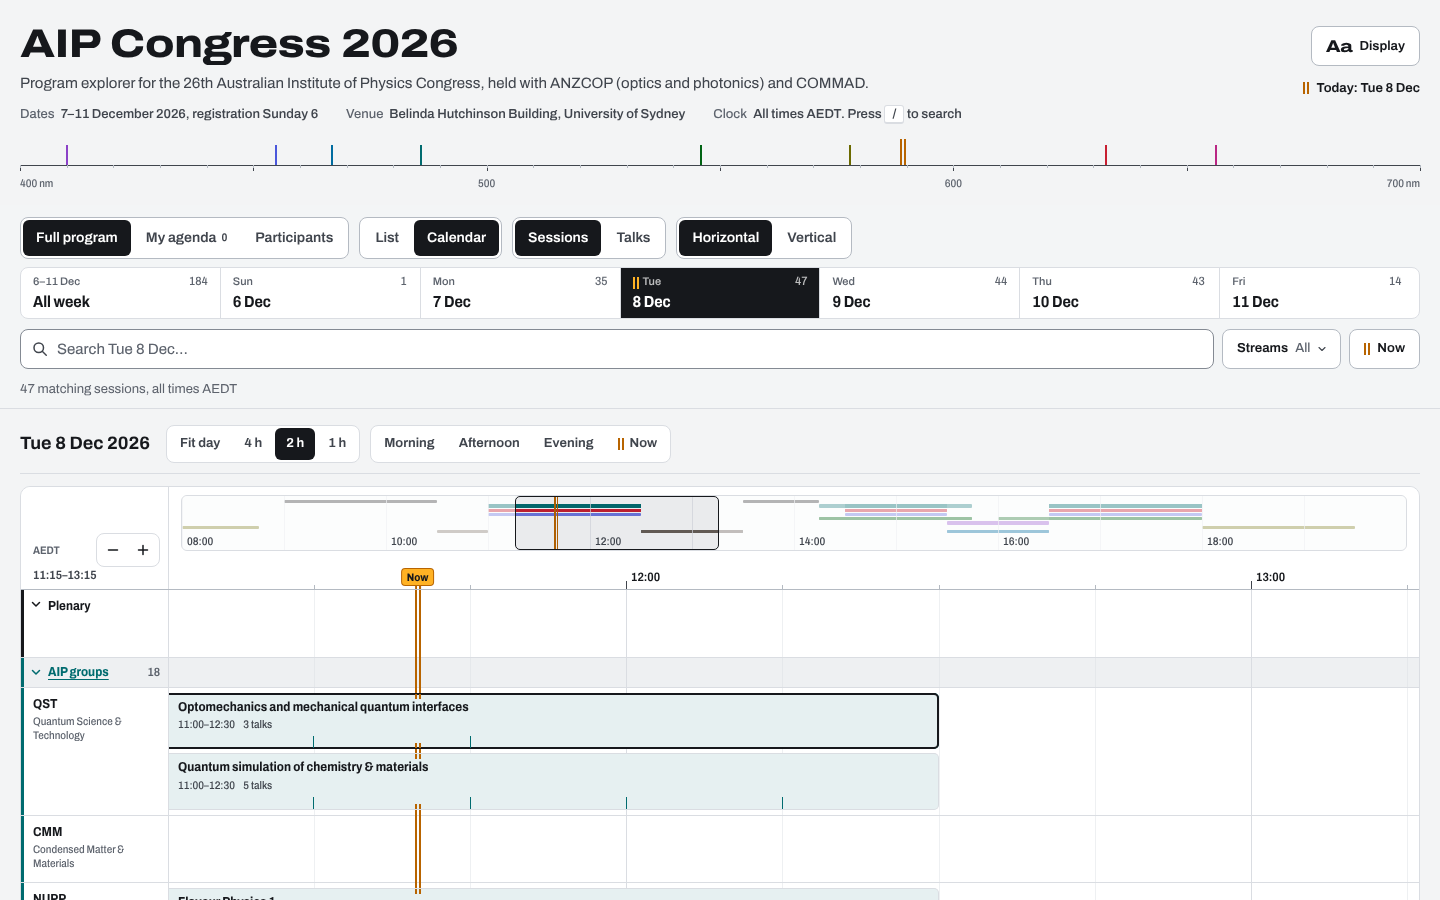 AIP Congress 2026
Aa Display
Program explorer for the 26th Australian Institute of Physics Congress, held with ANZCOP (optics and photonics) and COMMAD.
Today: Tue 8 Dec
Dates 7–11 December 2026, registration Sunday 6 Venue Belinda Hutchinson Building, University of Sydney Clock All times AEDT. Press / to search
400 nm 500 600 700 nm
Full program My agenda 0 Participants List Calendar Sessions Talks Horizontal Vertical
6–11 Dec 184 Sun 1 Mon 35 Tue 47 Wed 44 Thu 43 Fri 14
All week 6 Dec 7 Dec 8 Dec 9 Dec 10 Dec 11 Dec
Search Tue 8 Dec... Streams All Now
47 matching sessions, all times AEDT
Tue 8 Dec 2026 Fit day 4 h 2 h 1 h Morning Afternoon Evening Now
08:00 10:00 12:00 14:00 16:00 18:00
AEDT − +
11:15–13:15 Now 12:00 13:00
Plenary
AIP groups 18
QST
Quantum Science &
Technology
Optomechanics and mechanical quantum interfaces
11:00–12:30 3 talks
Quantum simulation of chemistry & materials
11:00–12:30 5 talks
CMM
Condensed Matter &
Materials
NUPP
Flavour Physics 1